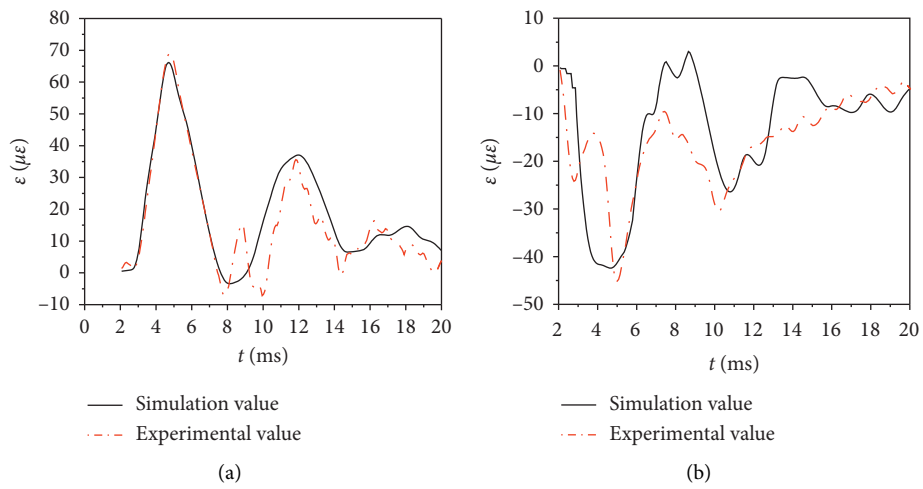 80
70
60
50
40
30
20
10
0
−10
ε (με)
0 2 4 6 8 10 12 14 16 18 20
t (ms)
Simulation value
Experimental value
(a)
10
0
−10
−20
−30
−40
−50
ε (με)
2 4 6 8 10 12 14 16 18 20
t (ms)
Simulation value
Experimental value
(b)